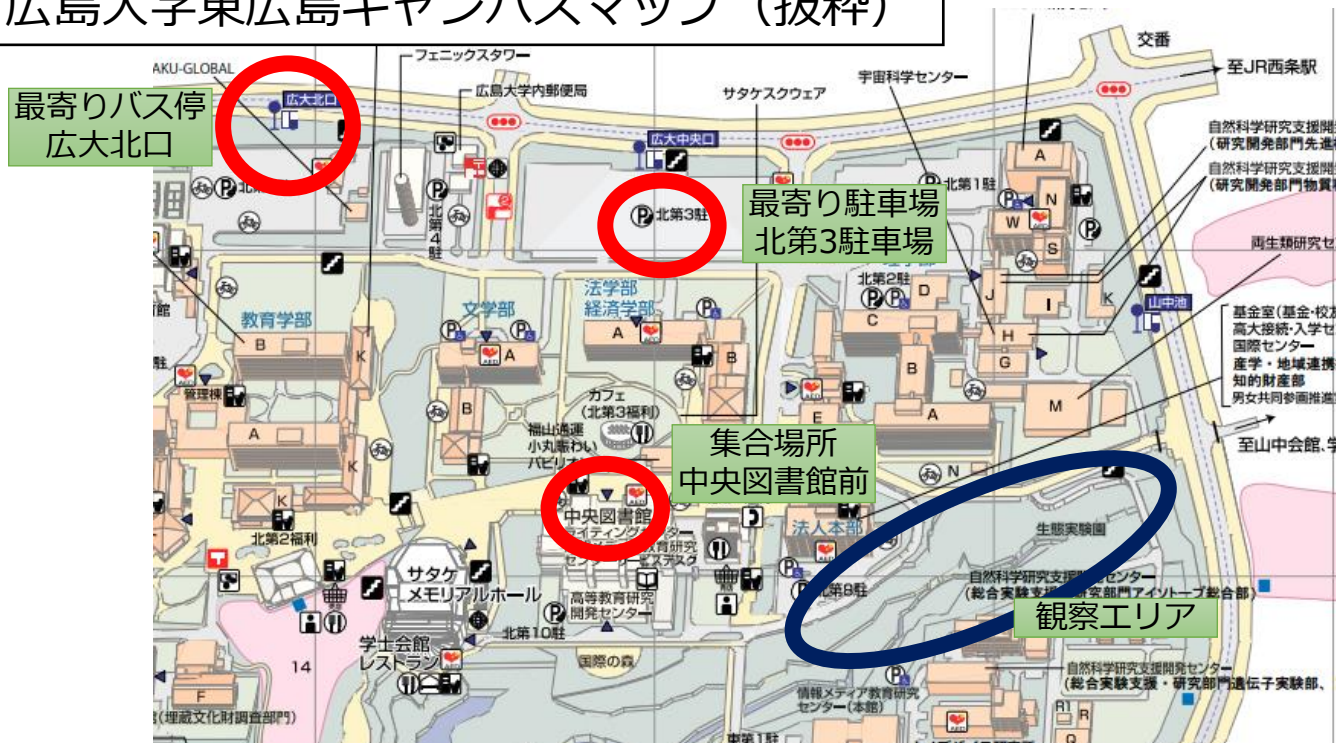 広島大学東広島キャンパスマップ（抜粋）
AKU-GLOBAL
フェニックスタワー
広島大学内郵便局
サタケスクウェア
宇宙科学センター
交番
至JR西条駅
最寄りバス停
広大北口
広大北口
広大中央口
自然科学研究支援開
(研究開発部門先進
自然科学研究支援開
(研究開発部門物質
北第4駐
北第3駐
最寄り駐車場
北第3駐車場
北第1駐
A
N
W
S
両生類研究セ
北第2駐
D
C
J
I
K
H
G
B
A
E
M
N
山中池
基金室(基金・校友
高大接続・入学セ
国際センター
産学・地域連携
知的財産部
男女共同参画推進
至山中会館、学
教育学部
B
K
管理棟
A
K
K
北第2福利
文学部
A
B
法学部
経済学部
A
B
カフェ
(北第3福利)
福山通運
小丸賑わい
パビリオン
集合場所
中央図書館前
中央図書館
法人本部
北第8駐
生態実験園
自然科学研究支援開発センター
(総合実験支援・研究部門アイソトープ総合部)
観察エリア
サタケ
メモリアルホール
高等教育研究
開発センター
北第10駐
学士会館
レストラン
国際の森
14
F
(埋蔵文化財調査部門)
情報メディア教育研究
センター(本館)
東第1駐
自然科学研究支援開発センター
(総合実験支援・研究部門遺伝子実験部、
R1
R
Q